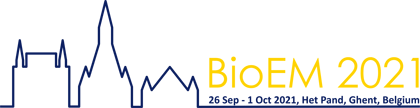 BioEM 2021
26 Sep - 1 Oct 2021, Het Pand, Ghent, Belgium